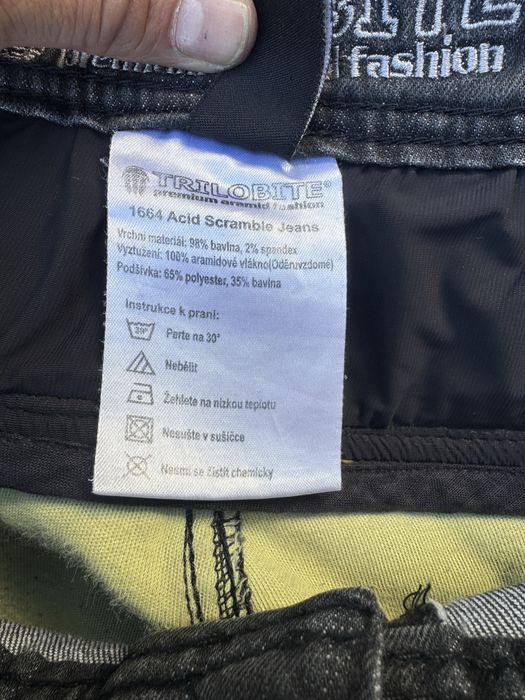 fashion
TRILOBITE®
premium aramid fashion
1664 Acid Scramble Jeans
Vrchní materiál: 98% bavlna, 2% spandex
Vyztužení: 100% aramidové vlákno(Oděruvzdorné)
Podšívka: 65% polyester, 35% bavlna
Instrukce k praní:
30°
Perte na 30°
Nebělit
Žehlete na nízkou teplotu
Nesušte v sušičce
Nesmí se čistit chemicky